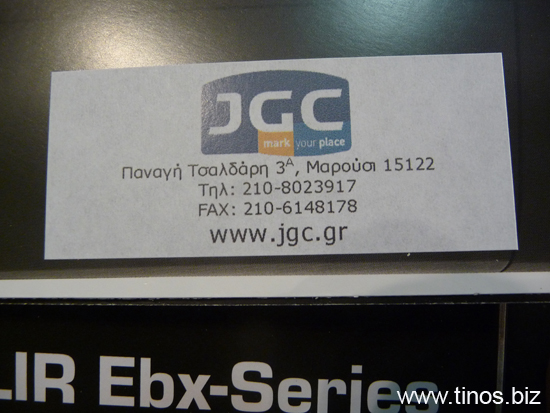 JGC
mark your place
Παναγή Τσαλδάρη 3Α, Μαρούσι 15122
Τηλ: 210-8023917
FAX: 210-6148178
www.jgc.gr
LIR Ebx-Series
www.tinos.biz